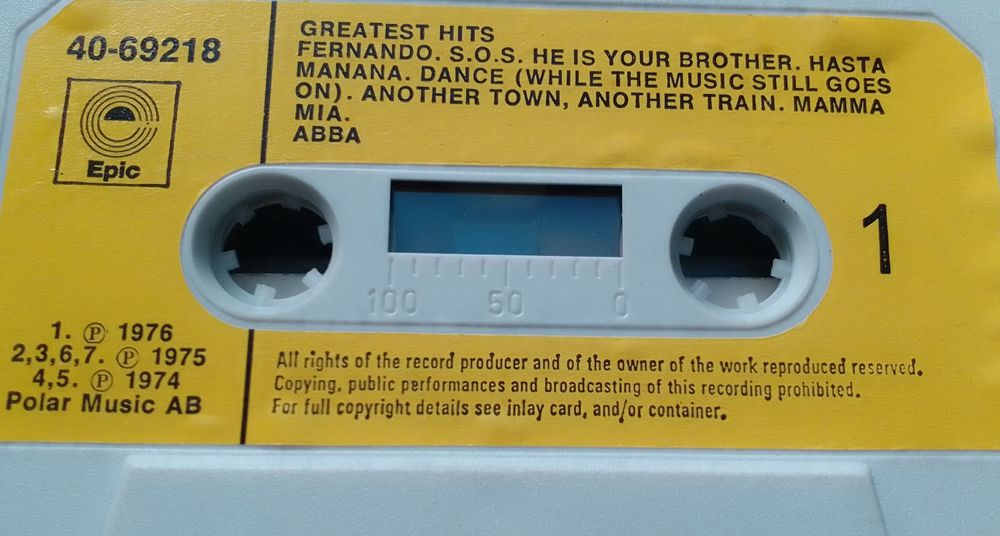 40-69218
Epic
GREATEST HITS
FERNANDO. S.O.S. HE IS YOUR BROTHER. HASTA
MANANA. DANCE (WHILE THE MUSIC STILL GOES
ON). ANOTHER TOWN, ANOTHER TRAIN. MAMMA
MIA.
ABBA
1
100 50 0
1. Ⓟ 1976
2,3,6,7. Ⓟ 1975
4,5. Ⓟ 1974
Polar Music AB
All rights of the record producer and of the owner of the work reproduced reserved.
Copying, public performances and broadcasting of this recording prohibited.
For full copyright details see inlay card, and/or container.